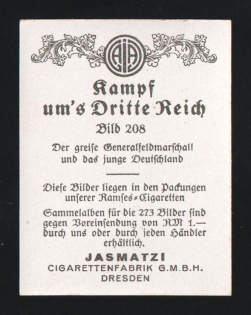 Kampf
um's Dritte Reich
Bild 208
Der greise Generalfeldmarschall
und das junge Deutschland
Diese Bilder liegen in den Packungen
unserer Ramses-Cigaretten
Sammelalben für die 273 Bilder sind
gegen Voreinsendung von RM 1.—
durch uns oder durch jeden Händler
erhältlich.
JASMATZI
CIGARETTENFABRIK G.M.B.H.
DRESDEN